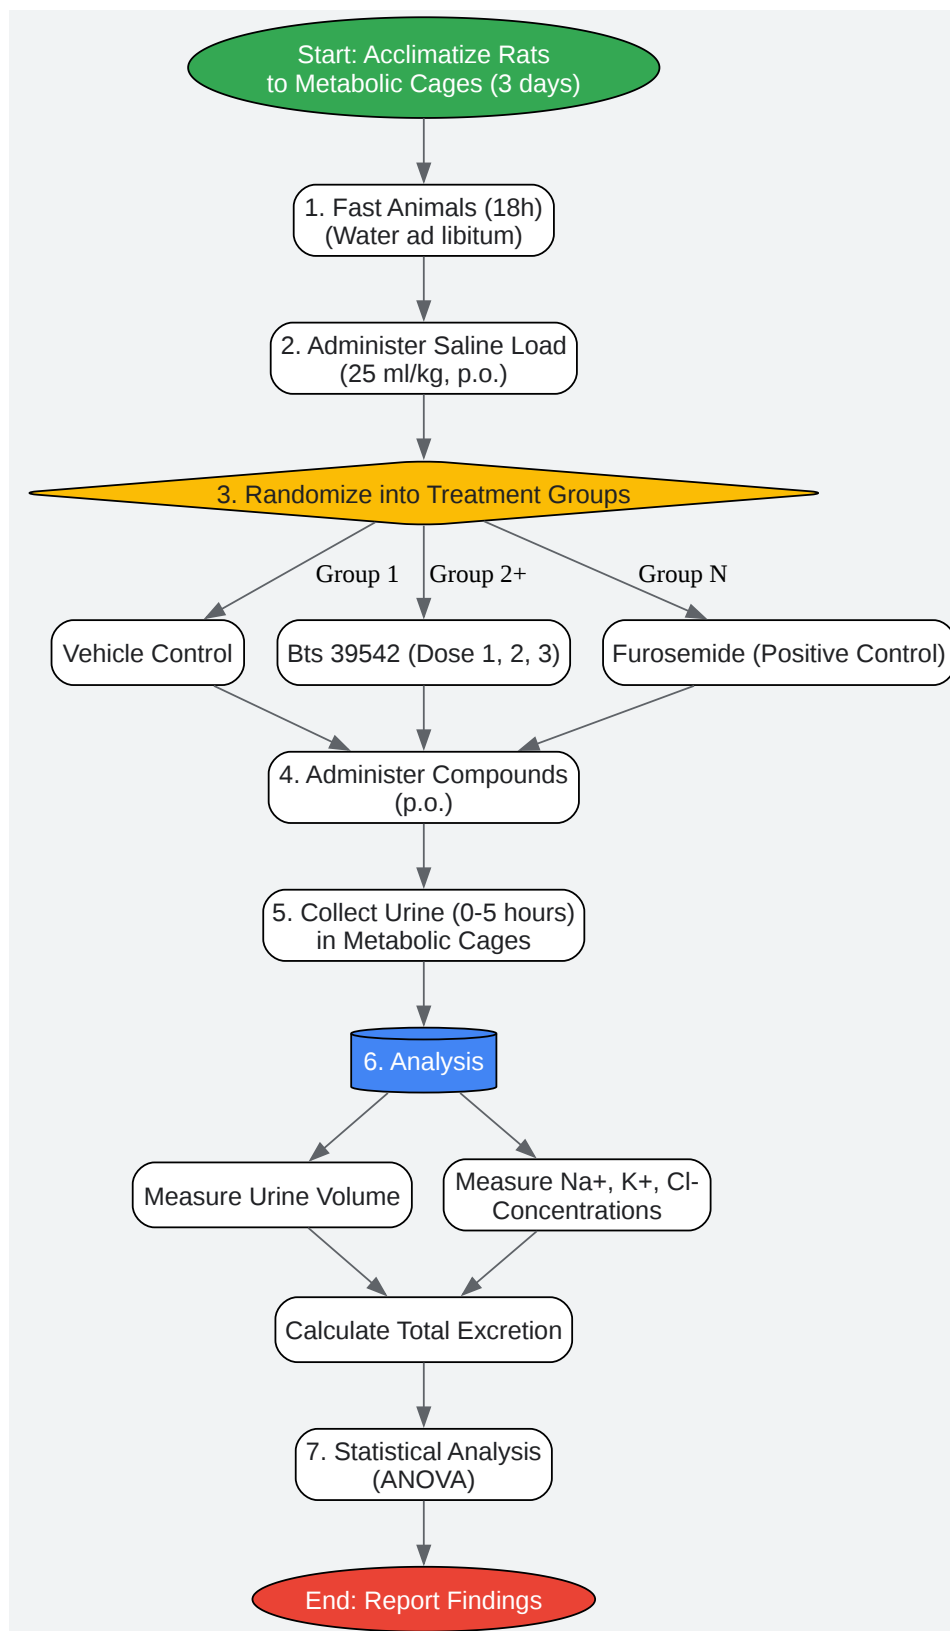 Start: Acclimatize Rats
to Metabolic Cages (3 days)
1. Fast Animals (18h)
(Water ad libitum)
2. Administer Saline Load
(25 ml/kg, p.o.)
3. Randomize into Treatment Groups
Group 1
Group 2+
Group N
Vehicle Control
Bts 39542 (Dose 1, 2, 3)
Furosemide (Positive Control)
4. Administer Compounds
(p.o.)
5. Collect Urine (0-5 hours)
in Metabolic Cages
6. Analysis
Measure Urine Volume
Measure Na+, K+, Cl-
Concentrations
Calculate Total Excretion
7. Statistical Analysis
(ANOVA)
End: Report Findings